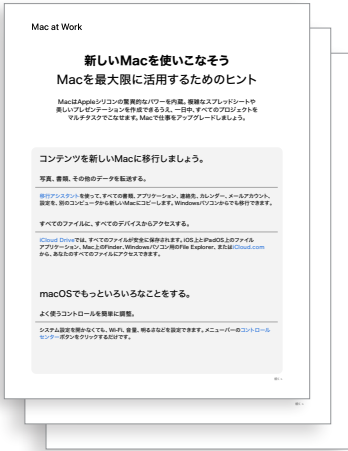 Mac at Work
新しいMacを使いこなそう
Macを最大限に活用するためのヒント
MacはAppleシリコンの驚異的なパワーを内蔵。複雑なスプレッドシートや
美しいプレゼンテーションを作成できるうえ、一日中、すべてのプロジェクトを
マルチタスクでこなせます。Macで仕事をアップグレードしましょう。
コンテンツを新しいMacに移行しましょう。
写真、書類、その他のデータを転送する。
移行アシスタントを使って、すべての書類、アプリケーション、連絡先、カレンダー、メールアカウント、
設定を、別のコンピュータから新しいMacにコピーします。Windowsパソコンからでも移行できます。
すべてのファイルに、すべてのデバイスからアクセスする。
iCloud Driveでは、すべてのファイルが安全に保存されます。iOS上とiPadOS上のファイル
アプリケーション、Mac上のFinder、Windowsパソコン用のFile Explorer、またはiCloud.com
から、あなたのすべてのファイルにアクセスできます。
macOSでもっといろいろなことをする。
よく使うコントロールを簡単に調整。
システム設定を開かなくても、Wi-Fi、音量、明るさなどを設定できます。メニューバーのコントロール
センターボタンをクリックするだけです。